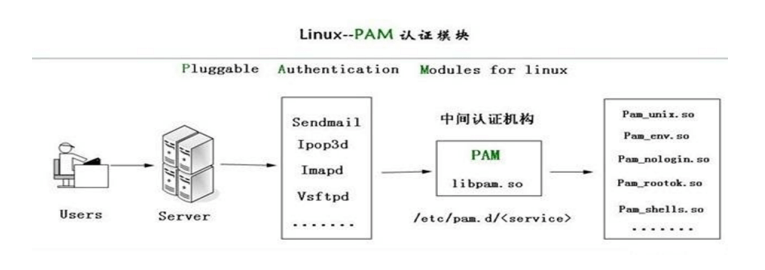 Linux--PAM 认证模块
Pluggable Authentication Modules for linux
Users
Server
Sendmail
Ipop3d
Imapd
Vsftpd
.......
中间认证机构
PAM
libpam.so
/etc/pam.d/<service>
Pam_unix.so
Pam_env.so
Pam_nologin.so
Pam_rootok.so
Pam_shells.so
.......